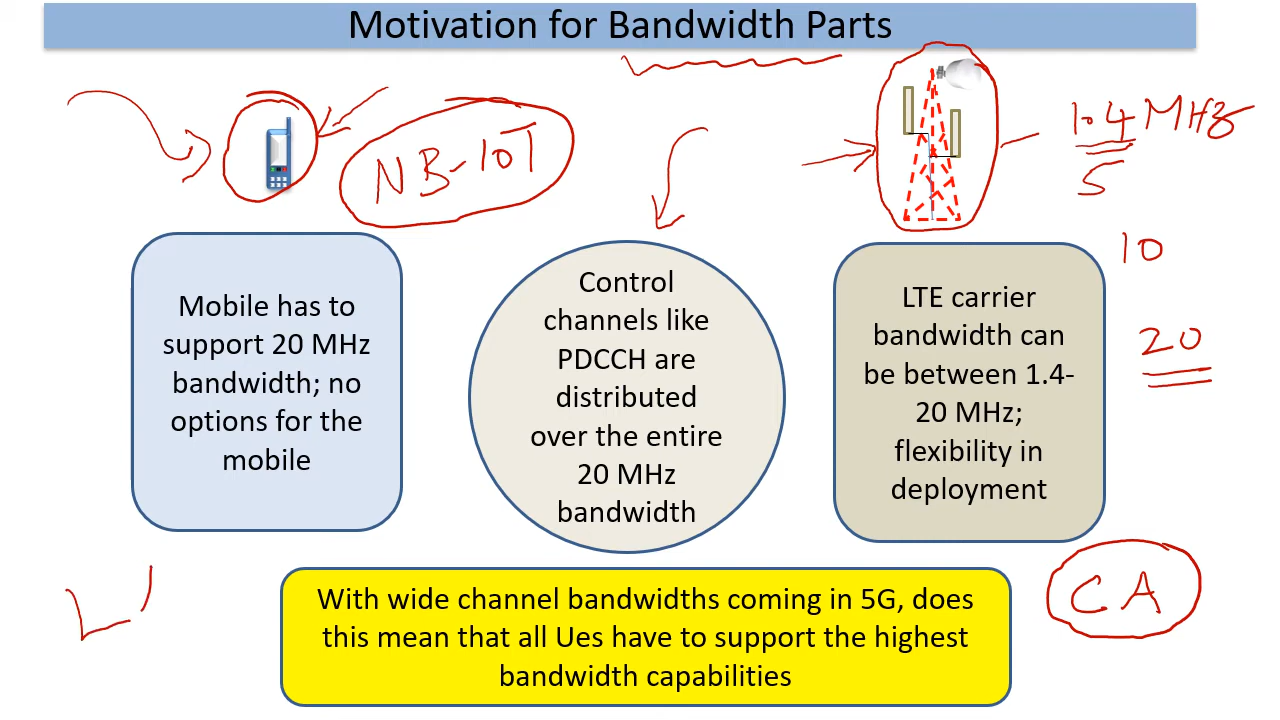 Motivation for Bandwidth Parts
NB-IOT
1.4 MHz
5
10
20
Mobile has to
support 20 MHz
bandwidth; no
options for the
mobile
Control
channels like
PDCCH are
distributed
over the entire
20 MHz
bandwidth
LTE carrier
bandwidth can
be between 1.4-
20 MHz;
flexibility in
deployment
CA
With wide channel bandwidths coming in 5G, does
this mean that all Ues have to support the highest
bandwidth capabilities